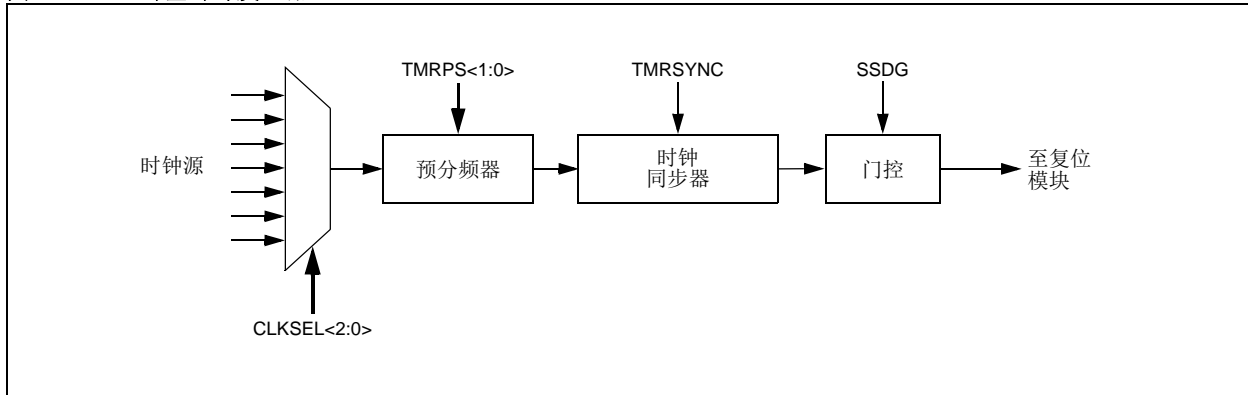 TMRPS<1:0>
TMRSYNC
SSDG
时钟源
预分频器
时钟
同步器
门控
至复位
模块
CLKSEL<2:0>